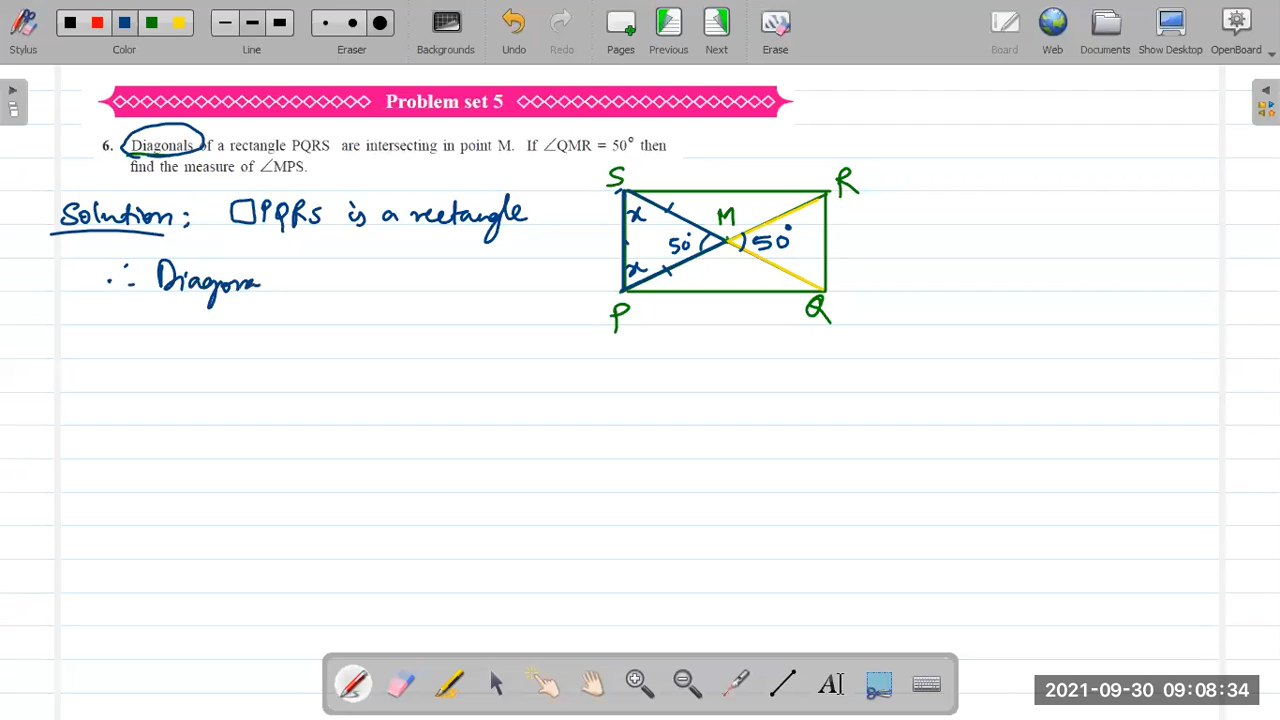 Stylus
Color
Line
Eraser
Backgrounds
Undo
Redo
Pages
Previous
Next
Erase
Board
Web
Documents
Show Desktop
OpenBoard
Problem set 5
6. Diagonals of a rectangle PQRS are intersecting in point M. If ∠QMR = 50° then
find the measure of ∠MPS.
Solution; □PQRS is a rectangle
∴ Diagona
S
R
x
M
50°
50°
x
P
Q
2021-09-30 09:08:34